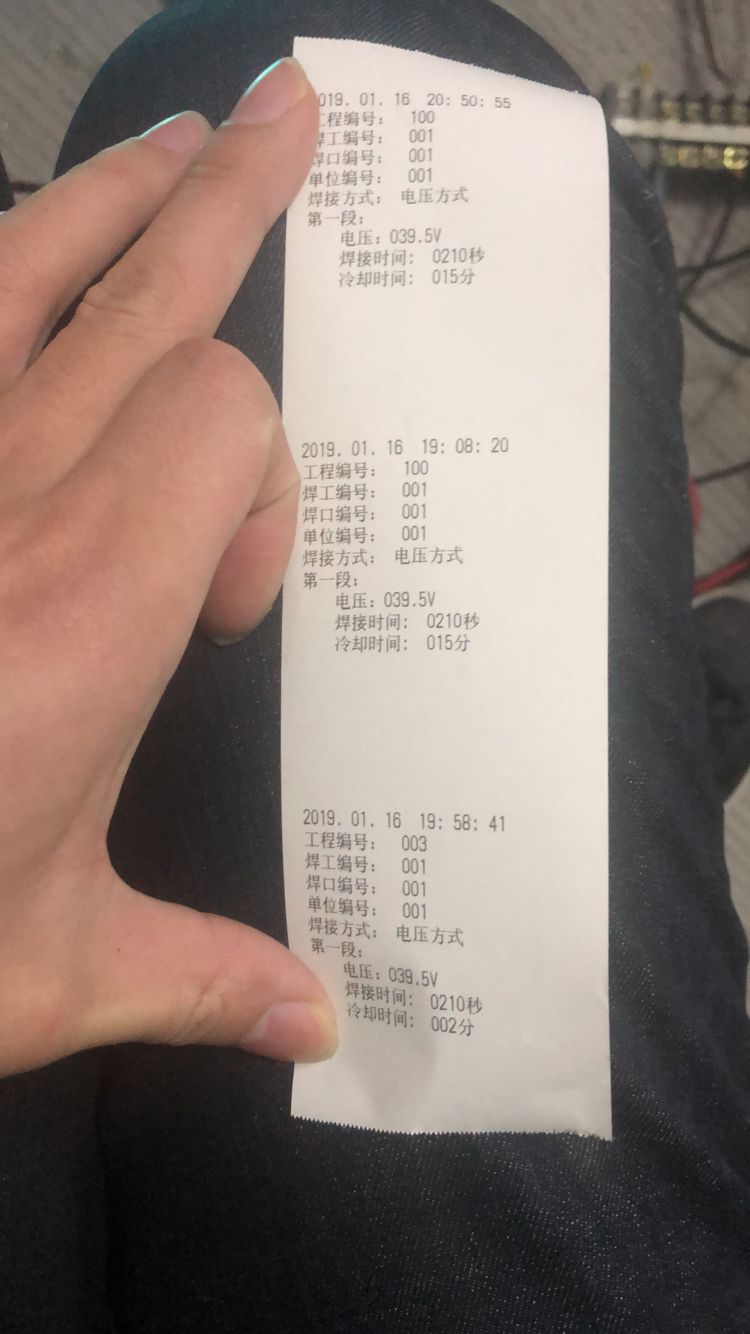 019. 01. 16 20: 50: 55
工程编号: 100
焊工编号: 001
焊口编号: 001
单位编号: 001
焊接方式: 电压方式
第一段:
电压: 039.5V
焊接时间: 0210秒
冷却时间: 015分
2019. 01. 16 19: 08: 20
工程编号: 100
焊工编号: 001
焊口编号: 001
单位编号: 001
焊接方式: 电压方式
第一段:
电压: 039.5V
焊接时间: 0210秒
冷却时间: 015分
2019. 01. 16 19: 58: 41
工程编号: 003
焊工编号: 001
焊口编号: 001
单位编号: 001
焊接方式: 电压方式
第一段:
电压: 039.5V
焊接时间: 0210秒
冷却时间: 002分